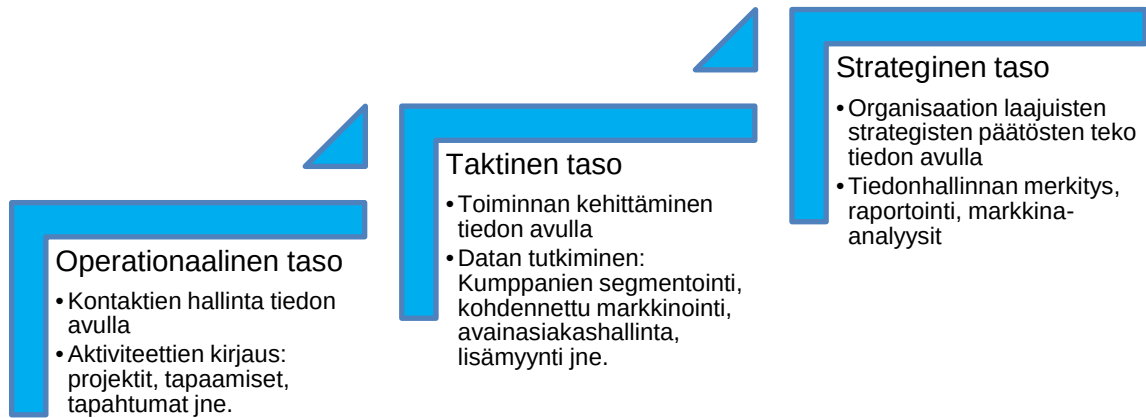 Operationaalinen taso
• Kontaktien hallinta tiedon
avulla
• Aktiviteettien kirjaus:
projektit, tapaamiset,
tapahtumat jne.
Taktinen taso
• Toiminnan kehittäminen
tiedon avulla
• Datan tutkiminen:
Kumppanien segmentointi,
kohdennettu markkinointi,
avainasiakashallinta,
lisämyynti jne.
Strateginen taso
• Organisaation laajuisten
strategisten päätösten teko
tiedon avulla
• Tiedonhallinnan merkitys,
raportointi, markkina-
analyysit